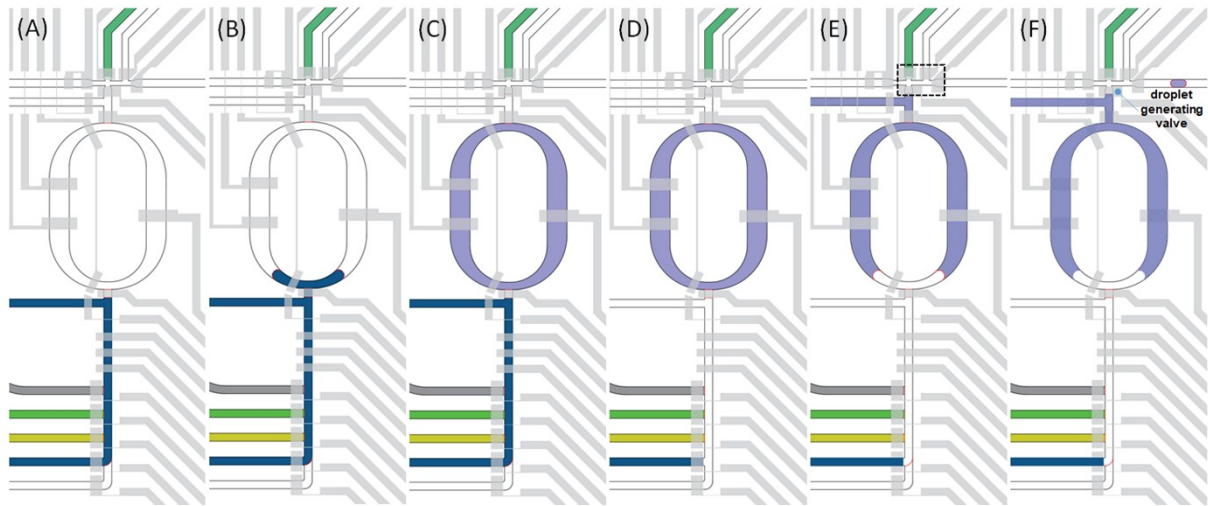 (A)
(B)
(C)
(D)
(E)
(F)
droplet
generating
valve